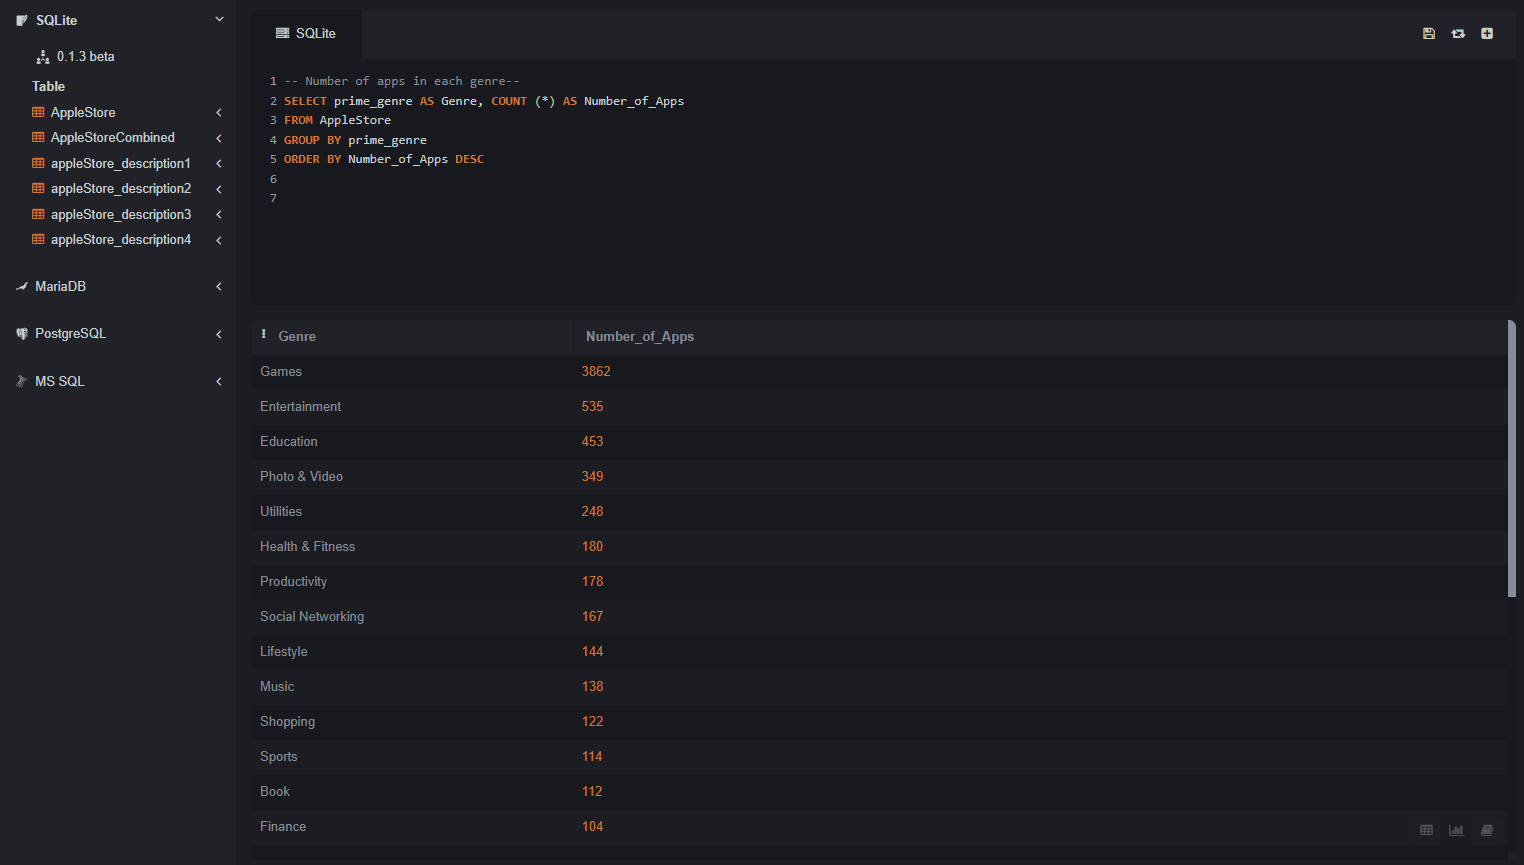 SQLite
0.1.3 beta
Table
AppleStore
AppleStoreCombined
appleStore_description1
appleStore_description2
appleStore_description3
appleStore_description4
MariaDB
PostgreSQL
MS SQL
SQLite
1 -- Number of apps in each genre--
2 SELECT prime_genre AS Genre, COUNT (*) AS Number_of_Apps
3 FROM AppleStore
4 GROUP BY prime_genre
5 ORDER BY Number_of_Apps DESC
6
7
Genre Number_of_Apps
Games 3862
Entertainment 535
Education 453
Photo & Video 349
Utilities 248
Health & Fitness 180
Productivity 178
Social Networking 167
Lifestyle 144
Music 138
Shopping 122
Sports 114
Book 112
Finance 104